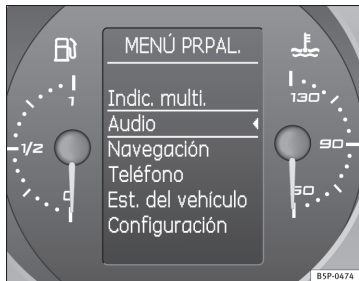 MENÚ PRPAL.
Indic. multi.
Audio
Navegación
Teléfono
Est. del vehículo
Configuración
1
1/2
0
130
90
50
B5P-0474